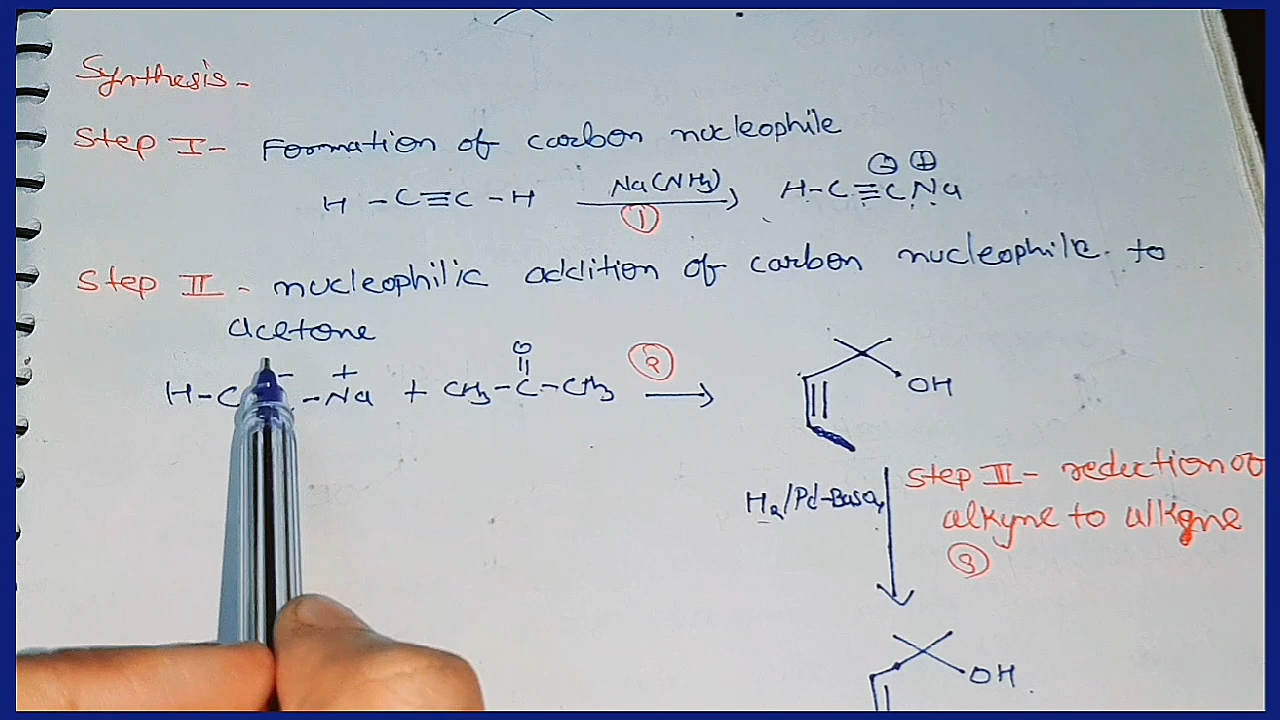 Synthesis-
Step I- Formation of carbon nucleophile
H-C≡C-H Na(NH3) → H-C≡C⊖ Na⊕
①
Step II- nucleophilic addition of carbon nucleophile to
acetone
H-C - -Na+ + CH3-C(=O)-CH3 ② → OH
H2/Pd-BaSO4
Step III- reduction of
alkyne to alkene
③
OH